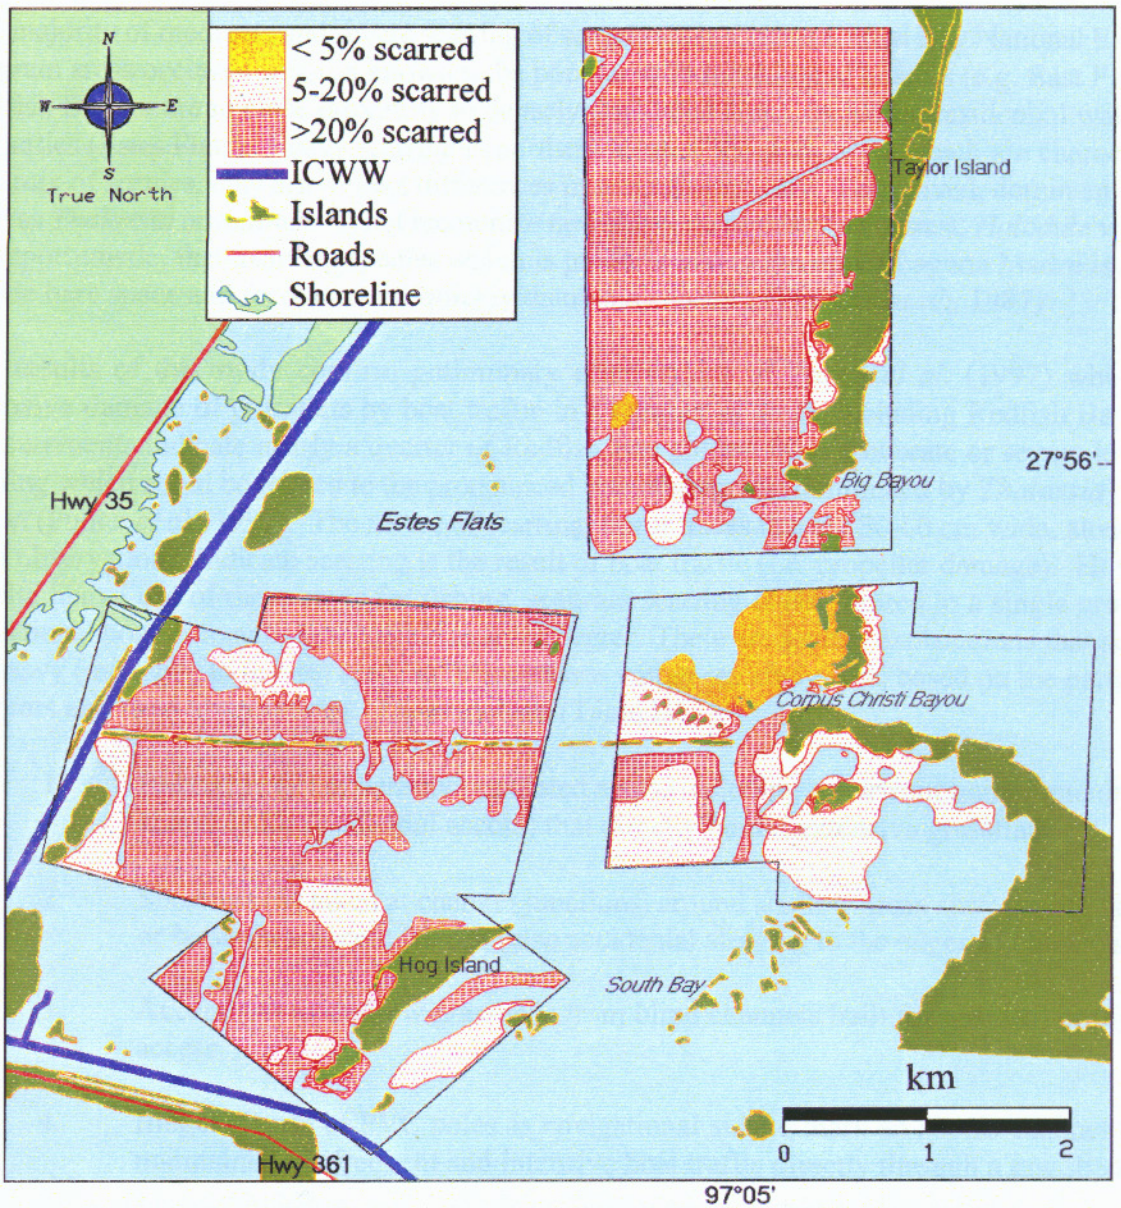 N
W
E
S
True North
< 5% scarred
5-20% scarred
>20% scarred
ICWW
Islands
Roads
Shoreline
Taylor Island
27°56'
Hwy 35
Big Bayou
Estes Flats
Corpus Christi Bayou
Hog Island
South Bay
km
0 1 2
Hwy 361
97°05'